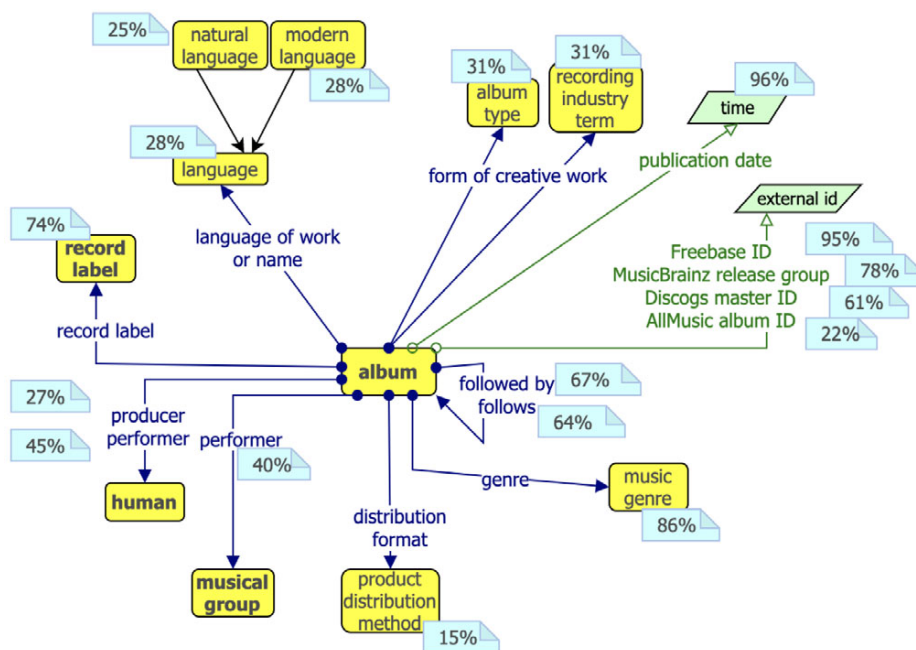 25%
natural
language
modern
language
28%
28%
language
31%
album
type
31%
recording
industry
term
96%
time
publication date
form of creative work
external id
language of work
or name
74%
record
label
95%
Freebase ID
MusicBrainz release group
78%
Discogs master ID
61%
AllMusic album ID
22%
record label
album
followed by
follows
67%
64%
27%
producer
performer
45%
performer
40%
genre
music
genre
86%
human
distribution
format
musical
group
product
distribution
method
15%